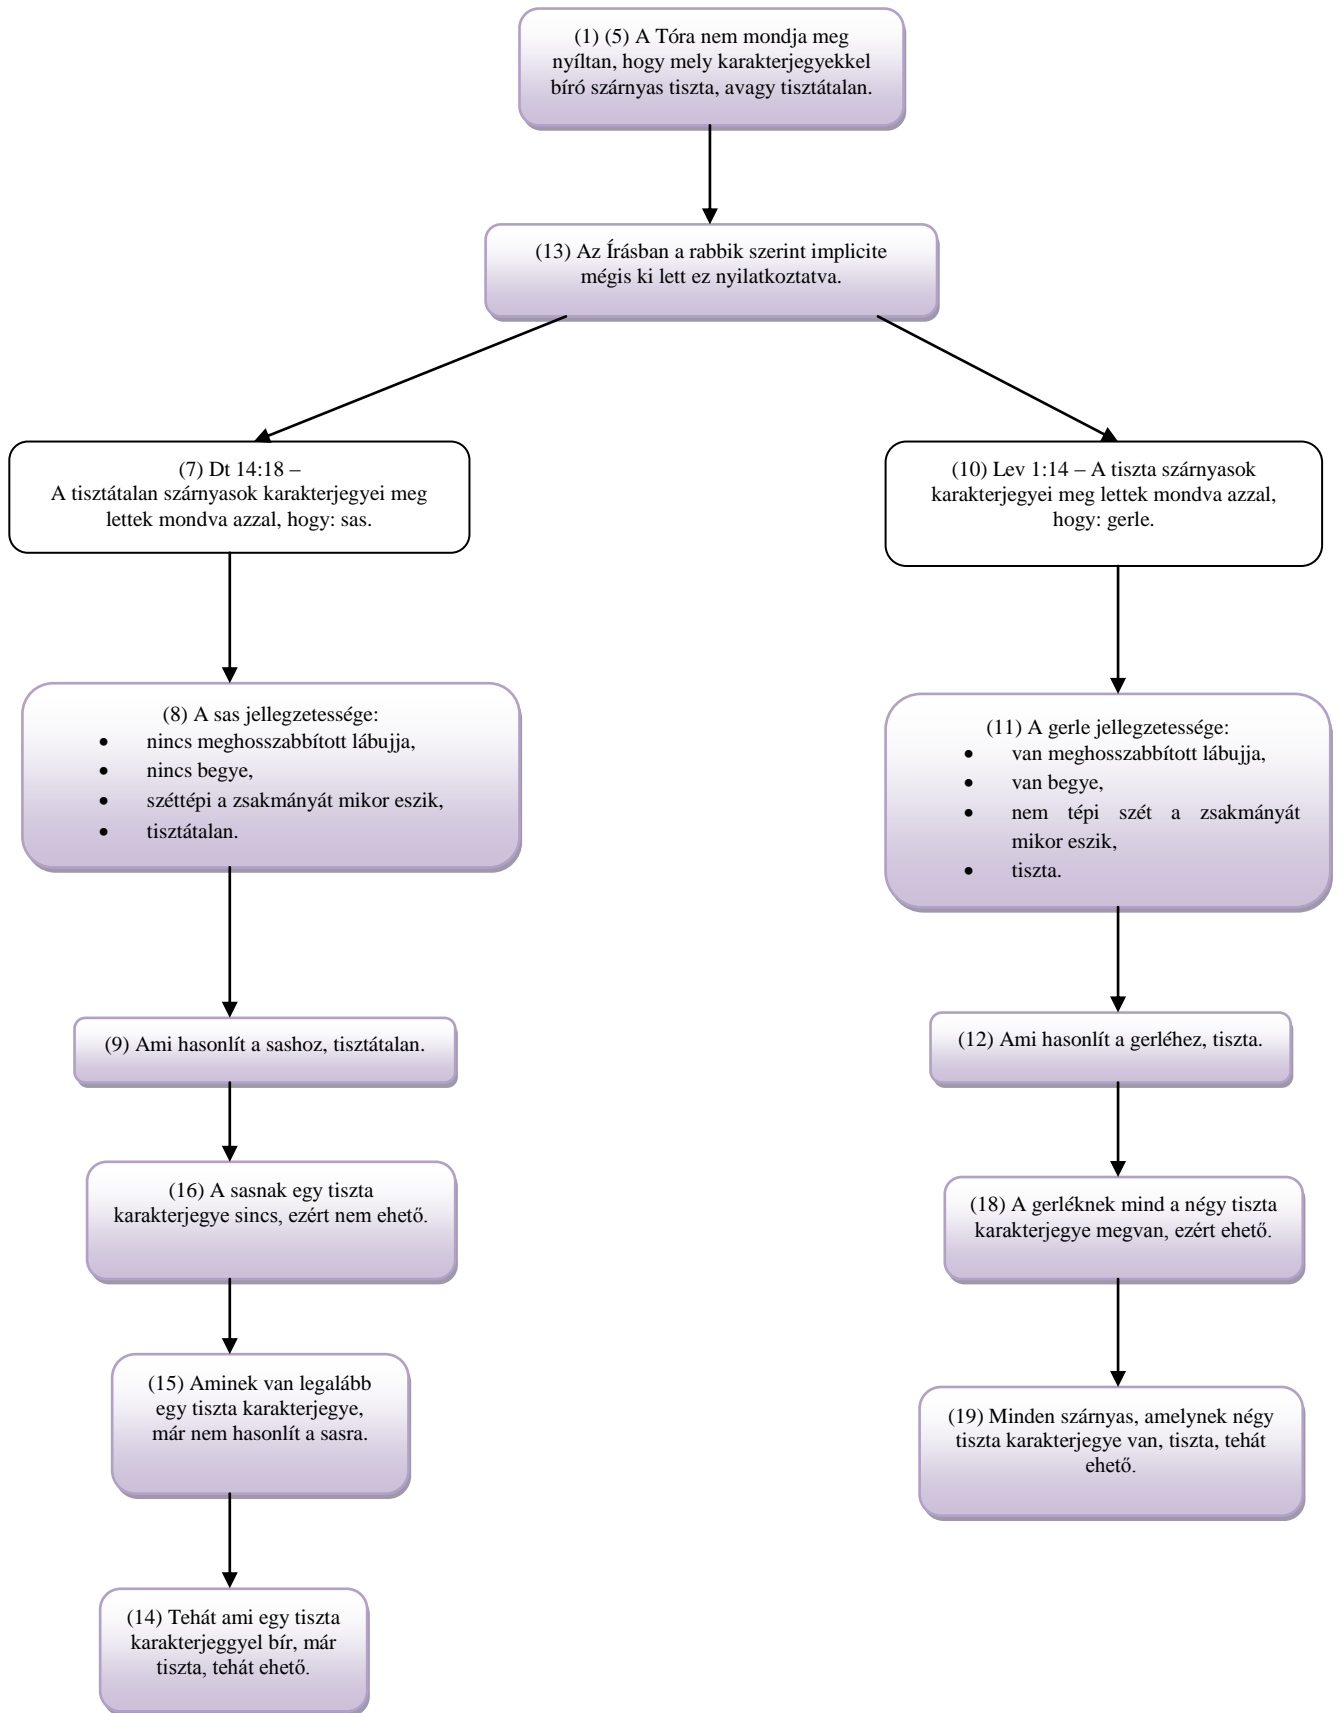 (1) (5) A Tóra nem mondja meg
nyíltan, hogy mely karakterjegyekkel
bíró szárnyas tiszta, avagy tisztátalan.
(13) Az Írásban a rabbik szerint implicite
mégis ki lett ez nyilatkoztatva.
(7) Dt 14:18 –
A tisztátalan szárnyasok karakterjegyei meg
lettek mondva azzal, hogy: sas.
(8) A sas jellegzetessége:
• nincs meghosszabbított lábujja,
• nincs begye,
• széttépi a zsakmányát mikor eszik,
• tisztátalan.
(9) Ami hasonlít a sashoz, tisztátalan.
(16) A sasnak egy tiszta
karakterjegye sincs, ezért nem ehető.
(15) Aminek van legalább
egy tiszta karakterjegye,
már nem hasonlít a sasra.
(14) Tehát ami egy tiszta
karakterjeggyel bír, már
tiszta, tehát ehető.
(10) Lev 1:14 – A tiszta szárnyasok
karakterjegyei meg lettek mondva azzal,
hogy: gerle.
(11) A gerle jellegzetessége:
• van meghosszabbított lábujja,
• van begye,
• nem tépi szét a zsakmányát
mikor eszik,
• tiszta.
(12) Ami hasonlít a gerléhez, tiszta.
(18) A gerléknek mind a négy tiszta
karakterjegye megvan, ezért ehető.
(19) Minden szárnyas, amelynek négy
tiszta karakterjegye van, tiszta, tehát
ehető.